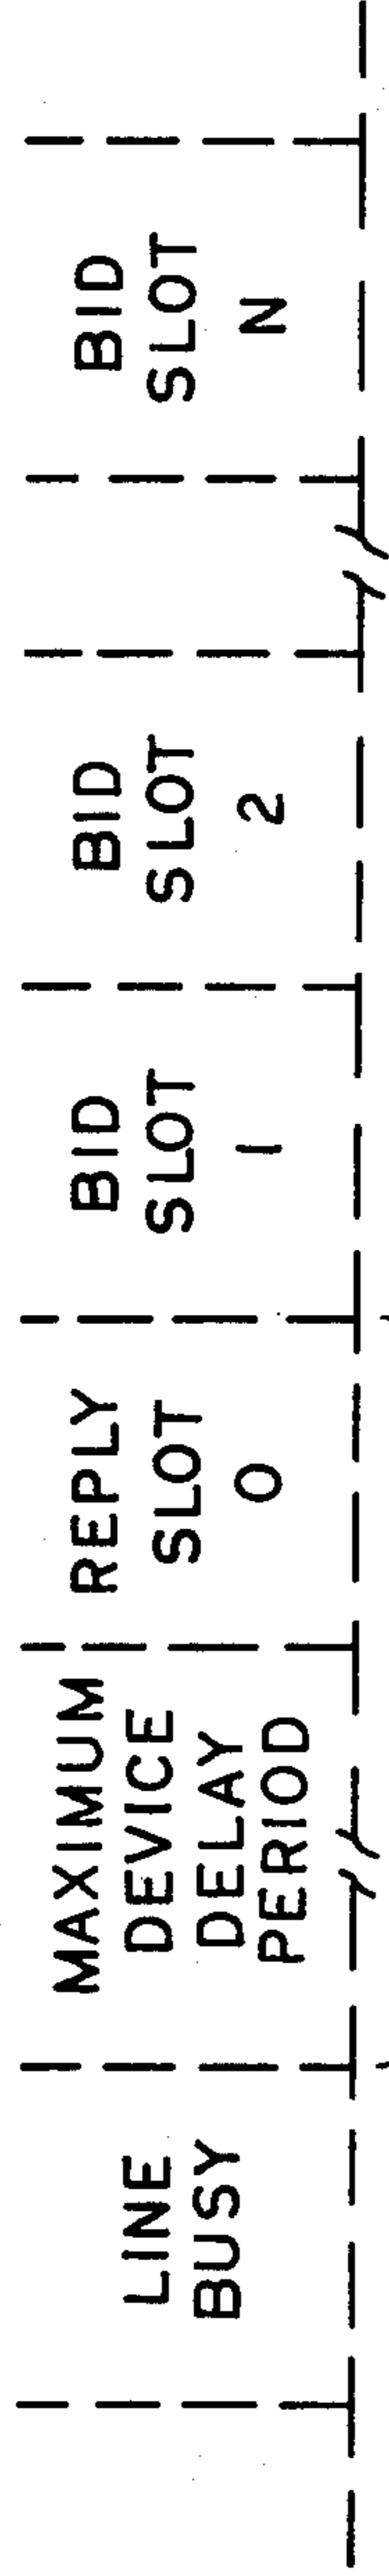 LINE
BUSY
MAXIMUM
DEVICE
DELAY
PERIOD
REPLY
SLOT
0
BID
SLOT
1
BID
SLOT
2
BID
SLOT
N